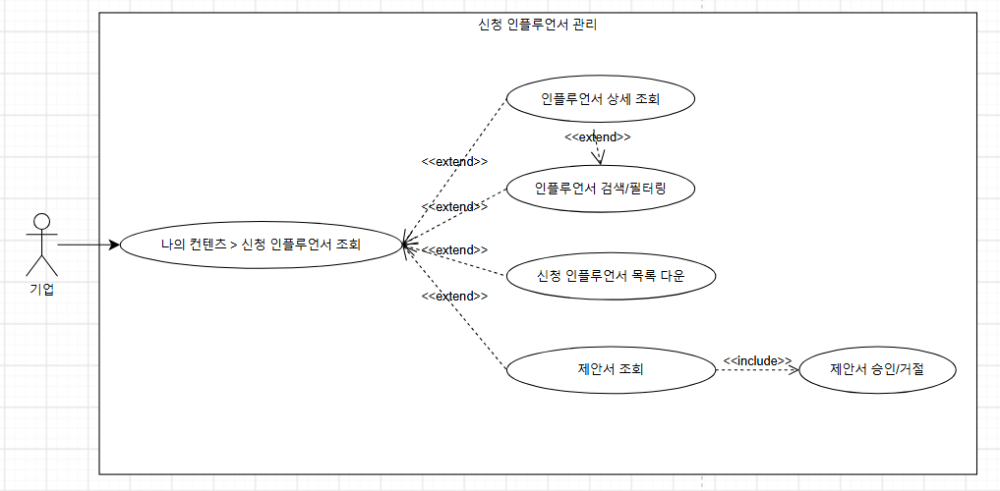 신청 인플루언서 관리
인플루언서 상세 조회
<<extend>>
<<extend>>
인플루언서 검색/필터링
<<extend>>
나의 컨텐츠 > 신청 인플루언서 조회
<<extend>>
신청 인플루언서 목록 다운
기업
<<extend>>
제안서 조회
<<include>>
제안서 승인/거절